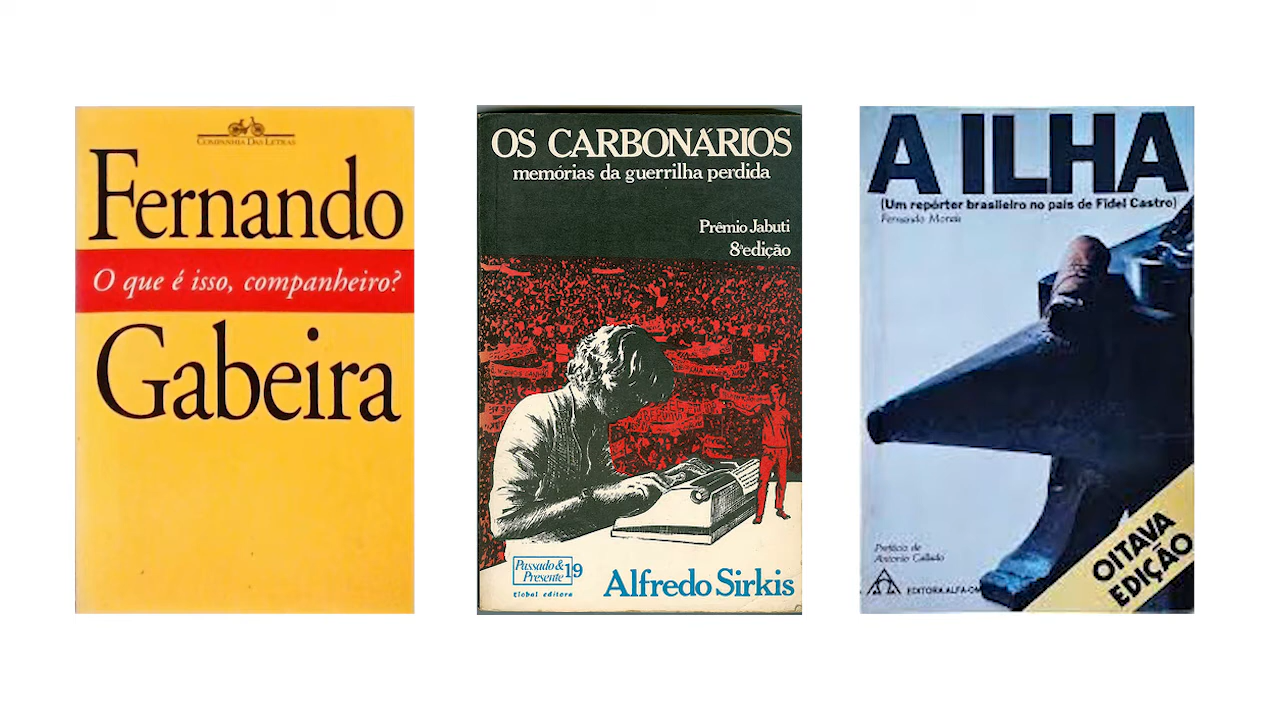 COMPANHIA DAS LETRAS
Fernando
O que é isso, companheiro?
Gabeira
OS CARBONÁRIOS
memórias da guerrilha perdida
Prêmio Jabuti
8ª edição
Passado &
Presente 19
Global editora
Alfredo Sirkis
A ILHA
(Um repórter brasileiro no país de Fidel Castro)
Fernando Morais
Prefácio de
Antonio Callado
EDITORA ALFA-OM
OITAVA
EDIÇÃO